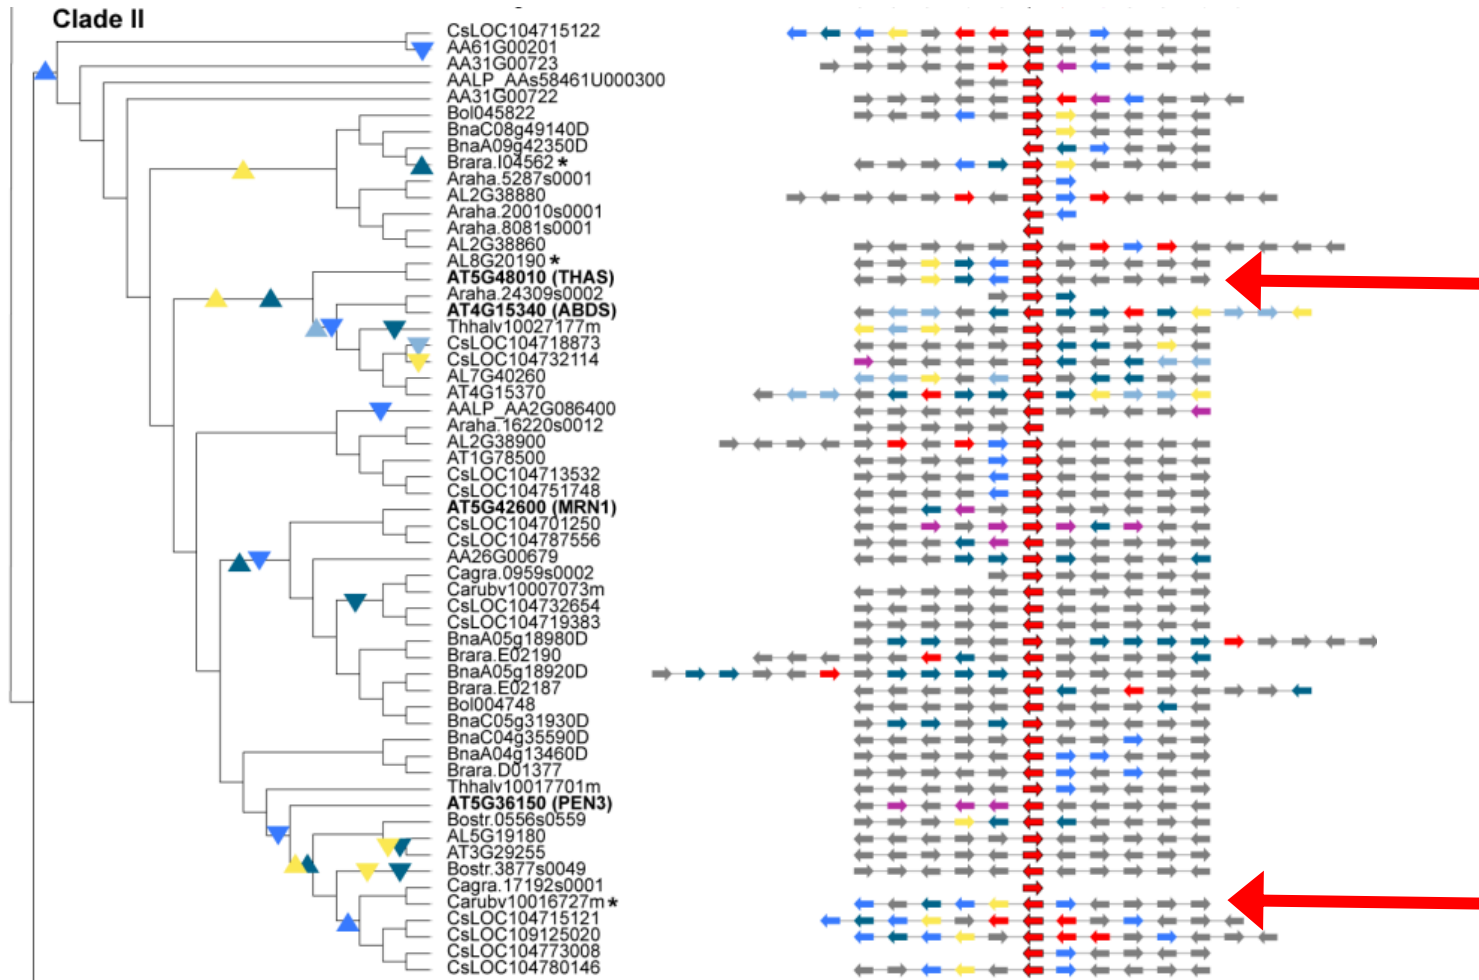 Clade II
CsLOC104715122
AA61G00201
AA31G00723
AALP_AAs58461U000300
AA31G00722
Bol045822
BnaC08g49140D
BnaA09g42350D
Brara.I04562 *
Araha.5287s0001
AL2G38880
Araha.20010s0001
Araha.8081s0001
AL2G38860
AL8G20190 *
AT5G48010 (THAS)
Araha.24309s0002
AT4G15340 (ABDS)
Thhalv10027177m
CsLOC104718873
CsLOC104732114
AL7G40260
AT4G15370
AALP_AA2G086400
Araha.16220s0012
AL2G38900
AT1G78500
CsLOC104713532
CsLOC104751748
AT5G42600 (MRN1)
CsLOC104701250
CsLOC104787556
AA26G00679
Cagra.0959s0002
Carubv10007073m
CsLOC104732654
CsLOC104719383
BnaA05g18980D
Brara.E02190
BnaA05g18920D
Brara.E02187
Bol004748
BnaC05g31930D
BnaC04g35590D
BnaA04g13460D
Brara.D01377
Thhalv10017701m
AT5G36150 (PEN3)
Bostr.0556s0559
AL5G19180
AT3G29255
Bostr.3877s0049
Cagra.17192s0001
Carubv10016727m *
CsLOC104715121
CsLOC109125020
CsLOC104773008
CsLOC104780146